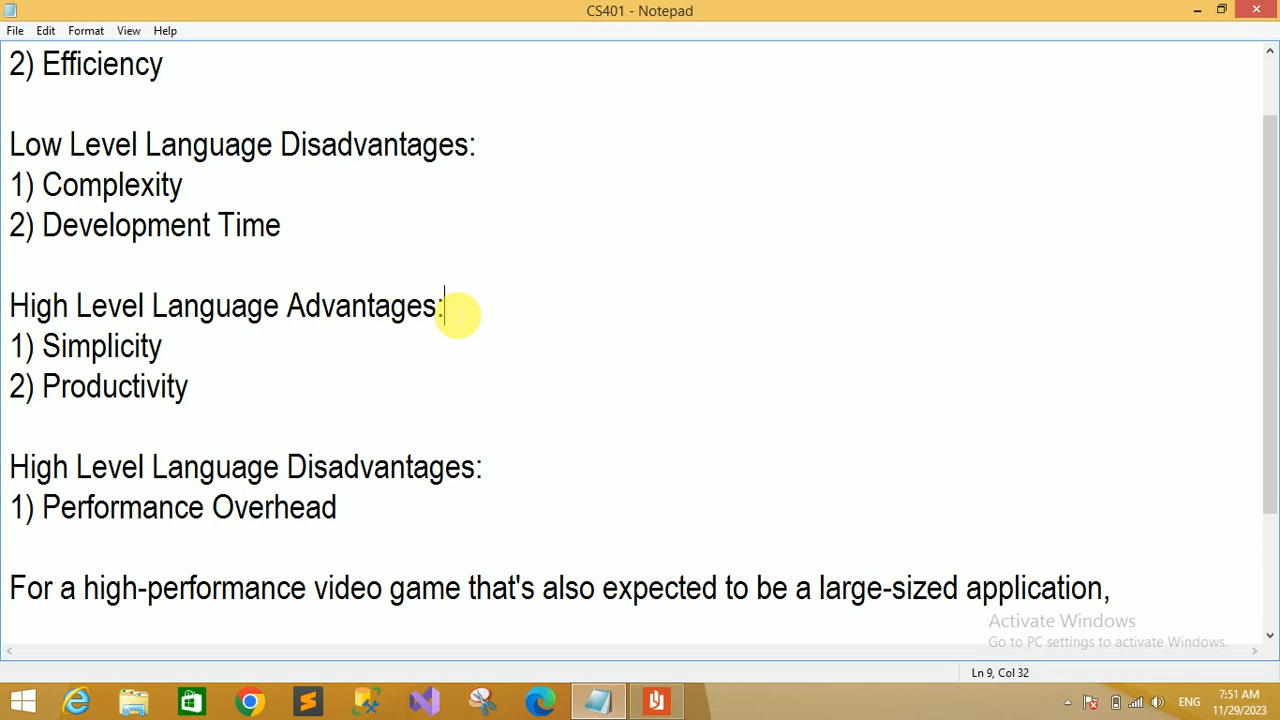 CS401 - Notepad
File Edit Format View Help
2) Efficiency
Low Level Language Disadvantages:
1) Complexity
2) Development Time
High Level Language Advantages:
1) Simplicity
2) Productivity
High Level Language Disadvantages:
1) Performance Overhead
For a high-performance video game that's also expected to be a large-sized application,
Activate Windows
Go to PC settings to activate Windows.
Ln 9, Col 32
ENG
7:51 AM
11/29/2023